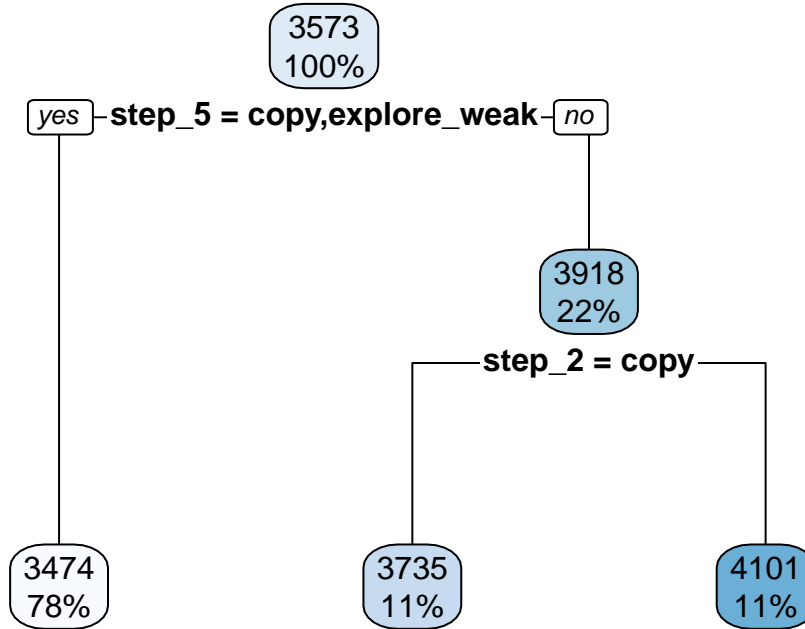 3573
100%
yes step_5 = copy,explore_weak no
3918
22%
step_2 = copy
3474 3735 4101
78% 11% 11%